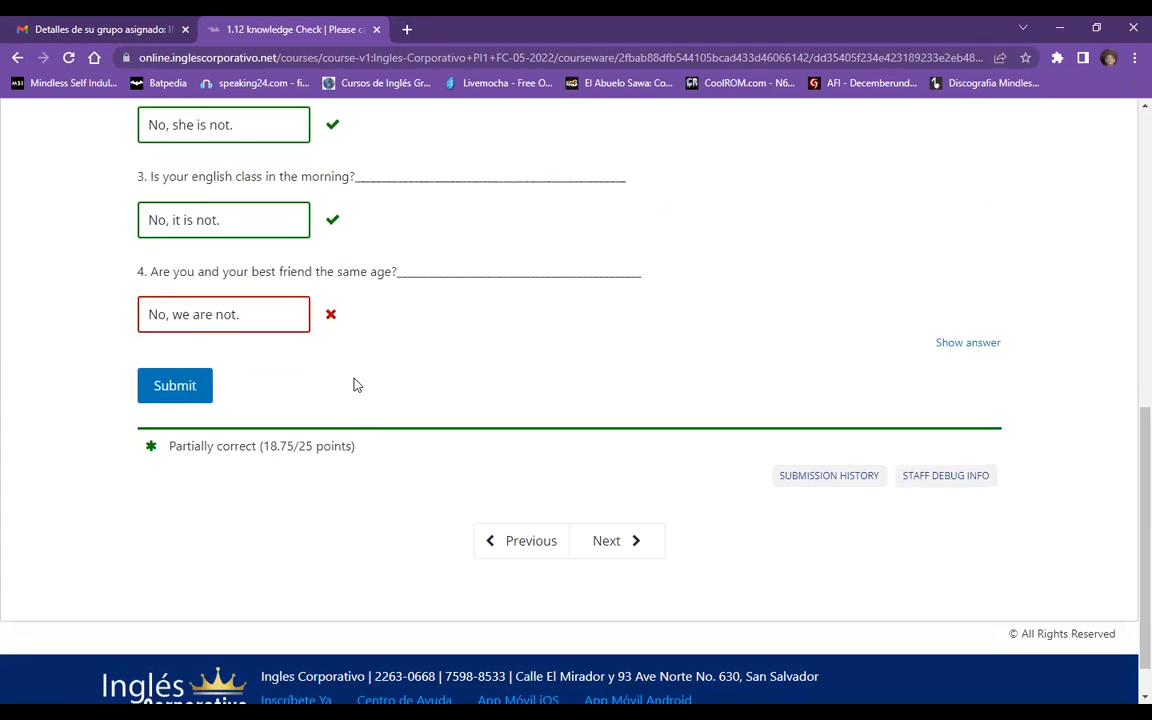 Detalles de su grupo asignado: I
1.12 knowledge Check | Please ca
online.inglescorporativo.net/courses/course-v1:Ingles-Corporativo+PI1+FC-05-2022/courseware/2fbab88dfb544105bcad433d46066142/dd35405f234e423189233e2eb48...
Mindless Self Indul...
Batpedia
speaking24.com - fi...
Cursos de Inglés Gr...
Livemocha - Free O...
El Abuelo Sawa: Co...
CoolROM.com - N6...
AFI - Decemberund...
Discografia Mindles...
No, she is not.
3. Is your english class in the morning?________________________________
No, it is not.
4. Are you and your best friend the same age?_____________________________
No, we are not.
Show answer
Submit
Partially correct (18.75/25 points)
SUBMISSION HISTORY
STAFF DEBUG INFO
Previous
Next
© All Rights Reserved
Inglés
Ingles Corporativo | 2263-0668 | 7598-8533 | Calle El Mirador y 93 Ave Norte No. 630, San Salvador
Corporativo
Inscríbete Ya
Centro de Ayuda
App Móvil iOS
App Móvil Android